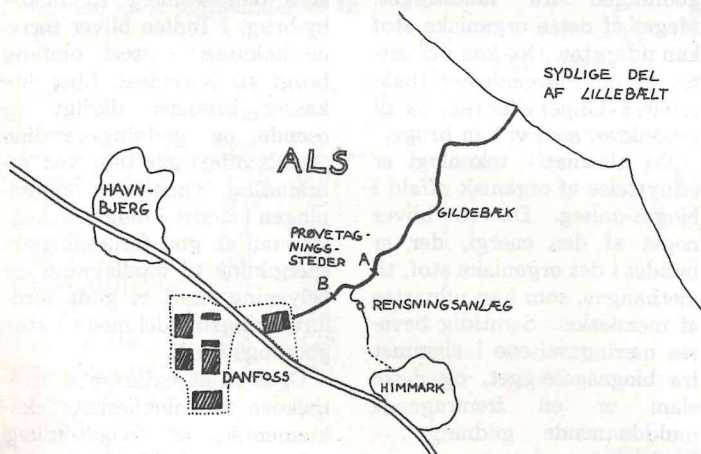 SYDLIGE DEL
AF LILLEBÆLT
ALS
HAVN-
BJERG
GILDEBÆK
PRØVETAG-
NINGS-
STEDER
A
B
RENSNINGSANLÆG
DANFOSS
HIMMARK